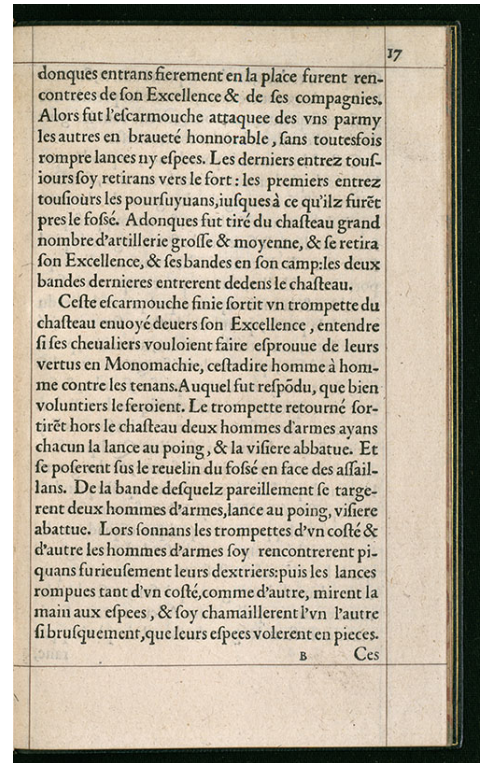 17
donques entrans fierement en la place furent ren-
contrees de ſon Excellence & de ſes compagnies.
Alors fut l'eſcarmouche attaquee des vns parmy
les autres en braueté honnorable, ſans toutesfois
rompre lances ny eſpees. Les derniers entrez touſ-
iours ſoy retirans vers le fort: les premiers entrez
touſiours les pourſuyuans, iuſques à ce qu'ilz furẽt
pres le foſſé. Adonques fut tiré du chaſteau grand
nombre d'artillerie groſſe & moyenne, & ſe retira
ſon Excellence, & ſes bandes en ſon camp: les deux
bandes dernieres entrerent dedens le chaſteau.
Ceſte eſcarmouche finie ſortit vn trompette du
chaſteau enuoyé deuers ſon Excellence, entendre
ſi ſes cheualiers vouloient faire eſprouue de leurs
vertus en Monomachie, ceſtadire homme à hom-
me contre les tenans. Auquel fut reſpõdu, que bien
voluntiers le feroient. Le trompette retourné ſor-
tirẽt hors le chaſteau deux hommes d'armes ayans
chacun la lance au poing, & la viſiere abbatue. Et
ſe poſerent ſus le reuelin du foſſé en face des aſſail-
lans. De la bande deſquelz pareillement ſe targe-
rent deux hommes d'armes, lance au poing, viſiere
abattue. Lors ſonnans les trompettes d'vn coſté &
d'autre les hommes d'armes ſoy rencontrerent pi-
quans furieuſement leurs dextriers: puis les lances
rompues tant d'vn coſté, comme d'autre, mirent la
main aux eſpees, & ſoy chamaillerent l'vn l'autre
ſi bruſquement, que leurs eſpees volerent en pieces.
B Ces